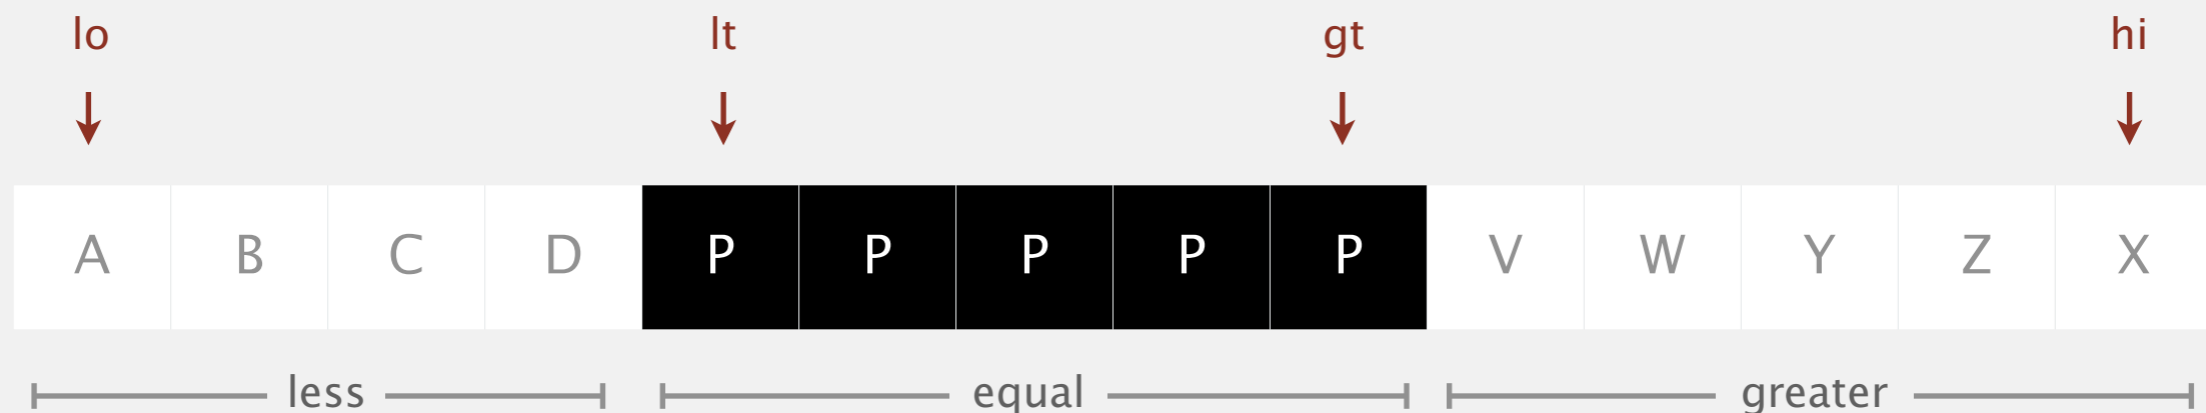 lo lt gt hi
A B C D P P P P P V W Y Z X
less equal greater